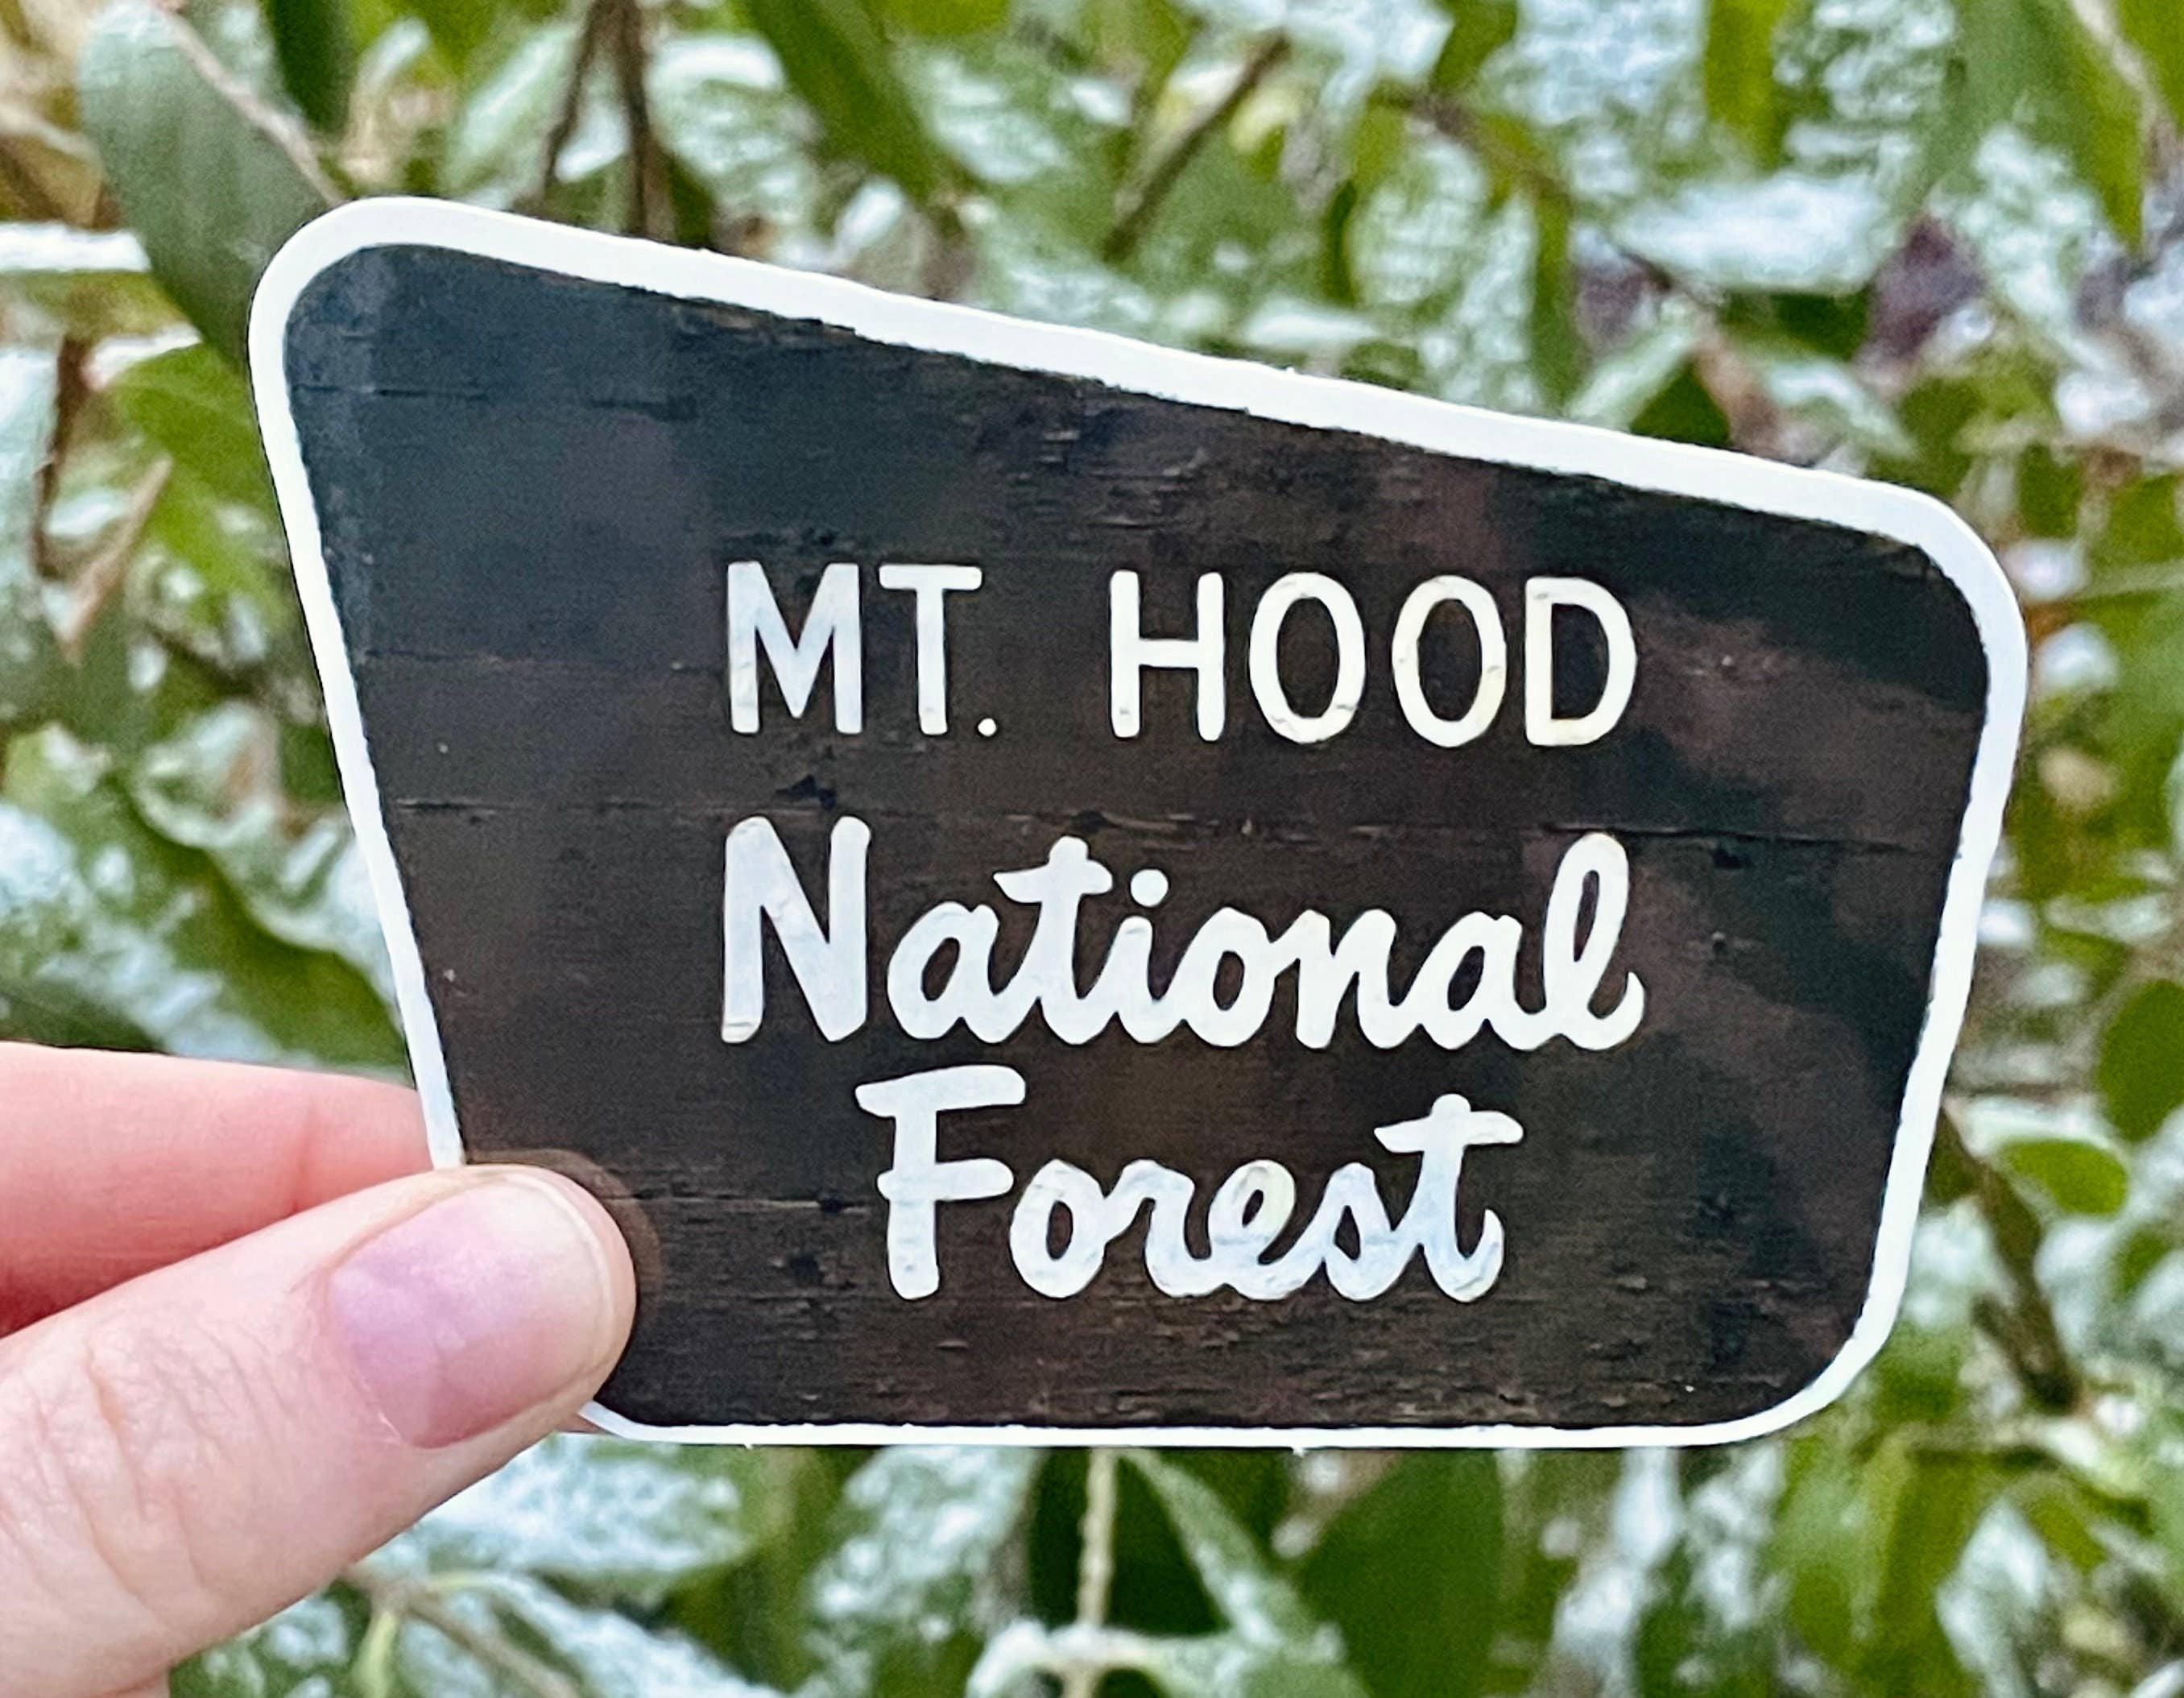 MT. HOOD
National
Forest